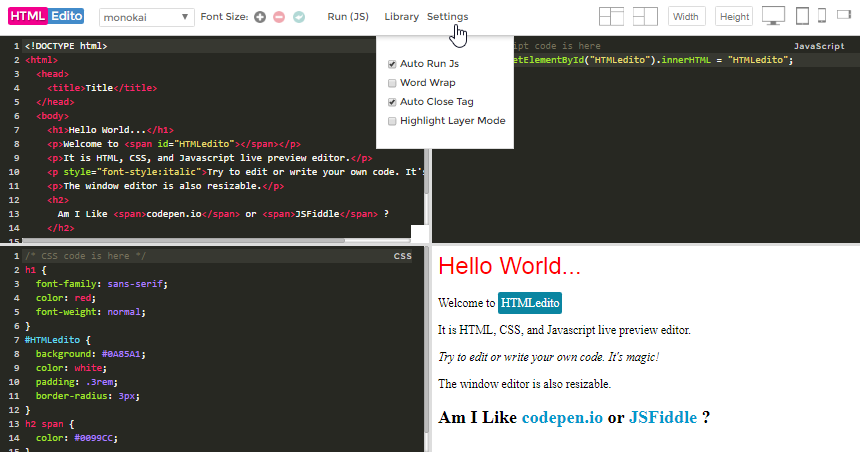 HTML Edito monokai Font Size: Run (JS) Library Settings Width Height
Auto Run Js
Word Wrap
Auto Close Tag
Highlight Layer Mode
1 <!DOCTYPE html>
2 <html>
3 <head>
4 <title>Title</title>
5 </head>
6 <body>
7 <h1>Hello World...</h1>
8 <p>Welcome to <span id="HTMLedito"></span></p>
9 <p>It is HTML, CSS, and Javascript live preview editor.</p>
10 <p style="font-style:italic">Try to edit or write your own code. It's
11 <p>The window editor is also resizable.</p>
12 <h2>
13 Am I Like <span>codepen.io</span> or <span>JSFiddle</span> ?
14 </h2>
15
ript code is here JavaScript
etElementById("HTMLedito").innerHTML = "HTMLedito";
1 /* CSS code is here */ CSS
2 h1 {
3 font-family: sans-serif;
4 color: red;
5 font-weight: normal;
6 }
7 #HTMLedito {
8 background: #0A85A1;
9 color: white;
10 padding: .3rem;
11 border-radius: 3px;
12 }
13 h2 span {
14 color: #0099CC;
15 }
Hello World...
Welcome to HTMLedito
It is HTML, CSS, and Javascript live preview editor.
Try to edit or write your own code. It's magic!
The window editor is also resizable.
Am I Like codepen.io or JSFiddle ?